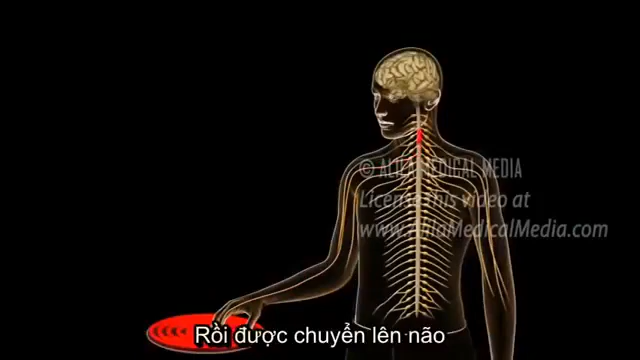 © ALILA MEDICAL MEDIA
License this video at
www.AlilaMedicalMedia.com
Rồi được chuyển lên não